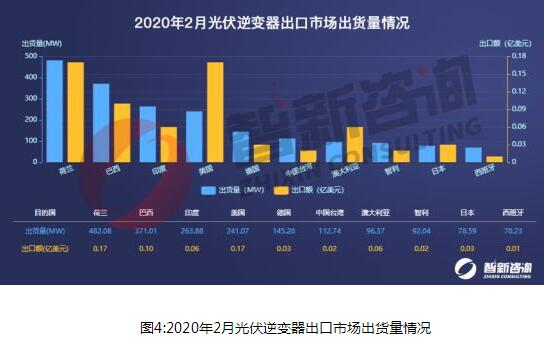 2020年2月光伏逆变器出口市场出货量情况
出货量(MW) 出口额(亿美元)
500 0.18
400 0.15
300 0.12
0.09
200 0.06
100 0.03
0 0
荷兰 巴西 印度 美国 德国 中国台湾 澳大利亚 智利 日本 西班牙
智新咨询
ZHIXIN CONSULTING
出货量(MW) 出口额(亿美元)
目的国 荷兰 巴西 印度 美国 德国 中国台湾 澳大利亚 智利 日本 西班牙
出货量(MW) 482.08 371.01 263.88 241.07 145.20 112.74 96.37 92.04 78.59 70.23
出口额(亿美元) 0.17 0.10 0.06 0.17 0.03 0.02 0.06 0.02 0.03 0.01
智新咨询
ZHIXIN CONSULTING
图4:2020年2月光伏逆变器出口市场出货量情况